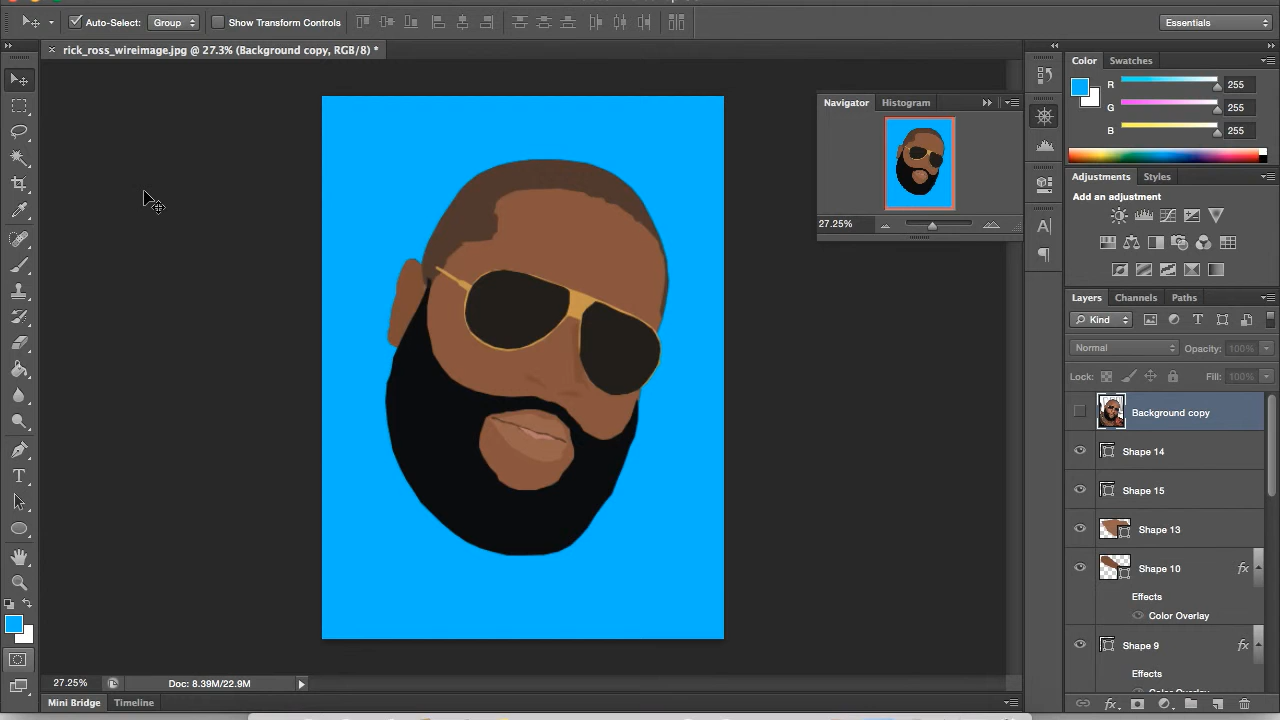 Auto-Select: Group Show Transform Controls Essentials
rick_ross_wireimage.jpg @ 27.3% (Background copy, RGB/8) *
Navigator Histogram
27.25%
Color Swatches
R 255
G 255
B 255
Adjustments Styles
Add an adjustment
Layers Channels Paths
Kind
Normal Opacity: 100%
Lock: Fill: 100%
Background copy
Shape 14
Shape 15
Shape 13
Shape 10 fx
Effects
Color Overlay
Shape 9 fx
Effects
27.25% Doc: 8.39M/22.9M
Mini Bridge Timeline